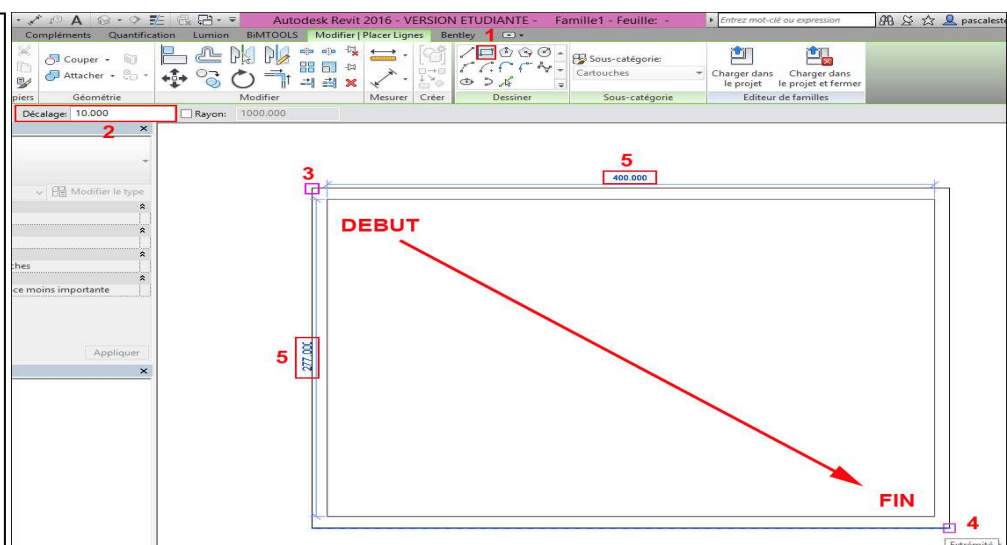 Autodesk Revit 2016 - VERSION ETUDIANTE - Famille1 - Feuille: -
Entrez mot-clé ou expression
pascaleste
Compléments Quantification Lumion BiMTOOLS Modifier | Placer Lignes Bentley
1
Couper
Attacher
Sous-catégorie:
Cartouches
Charger dans le projet
Charger dans le projet et fermer
piers Géométrie Modifier Mesurer Créer Dessiner Sous-catégorie Editeur de familles
Décalage: 10.000 Rayon: 1000.000
2
Modifier le type
ches
ce moins importante
Appliquer
5
400.000
3
DEBUT
5
277.000
FIN
4
Extrémité